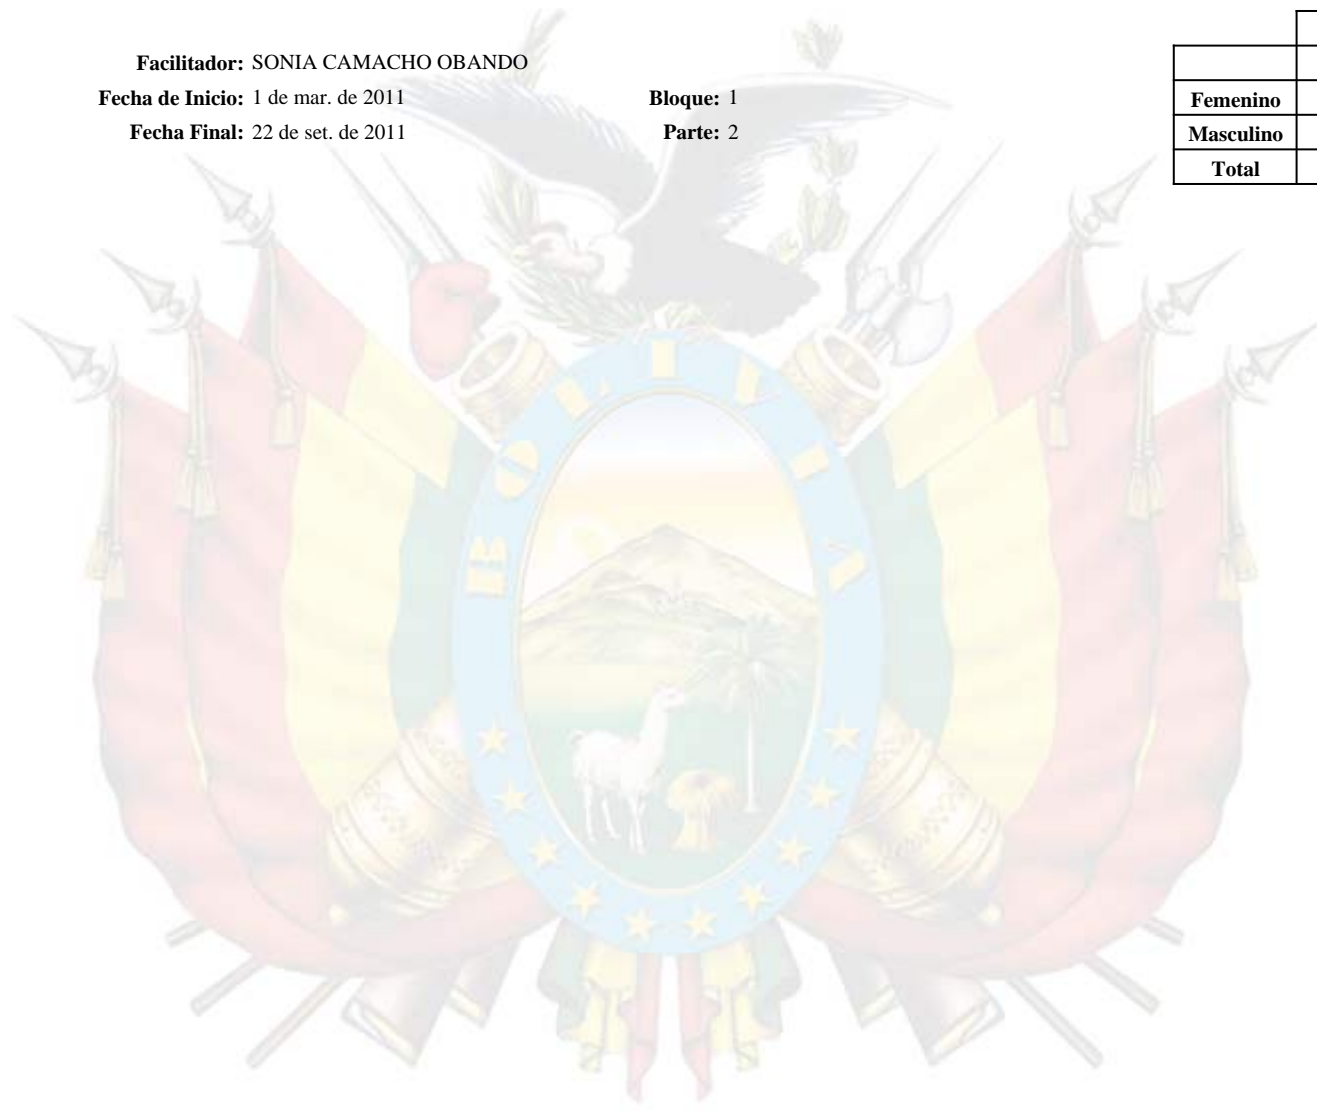 Facilitador: SONIA CAMACHO OBANDO
Fecha de Inicio: 1 de mar. de 2011 Bloque: 1
Fecha Final: 22 de set. de 2011 Parte: 2
Femenino
Masculino
Total
BOLIVIA